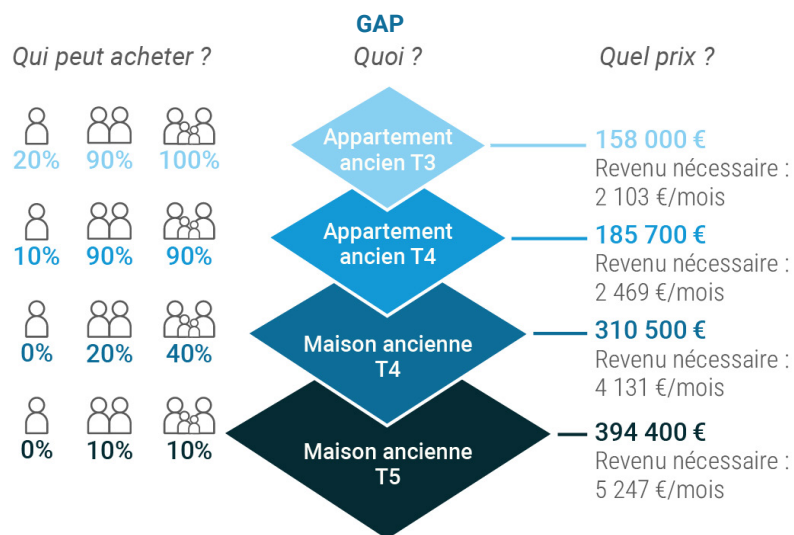 GAP
Qui peut acheter ?
Quoi ?
Quel prix ?
20%
90%
100%
Appartement
ancien T3
158 000 €
Revenu nécessaire :
2 103 €/mois
10%
90%
90%
Appartement
ancien T4
185 700 €
Revenu nécessaire :
2 469 €/mois
0%
20%
40%
Maison ancienne
T4
310 500 €
Revenu nécessaire :
4 131 €/mois
0%
10%
10%
Maison ancienne
T5
394 400 €
Revenu nécessaire :
5 247 €/mois